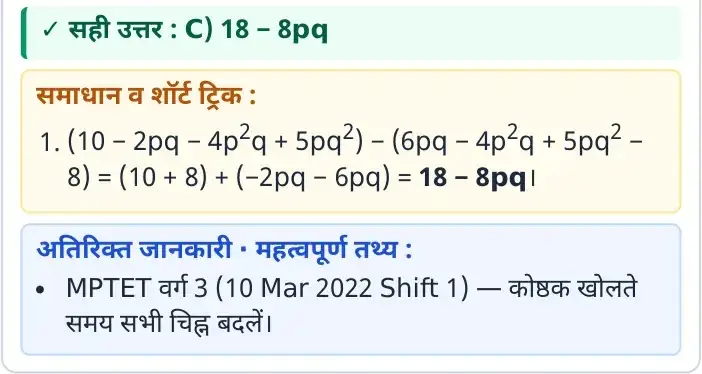 ✓ सही उत्तर : C) 18 − 8pq
समाधान व शॉर्ट ट्रिक :
1. (10 − 2pq − 4p²q + 5pq²) − (6pq − 4p²q + 5pq² −
8) = (10 + 8) + (−2pq − 6pq) = 18 − 8pq।
अतिरिक्त जानकारी · महत्वपूर्ण तथ्य :
• MPTET वर्ग 3 (10 Mar 2022 Shift 1) — कोष्ठक खोलते
समय सभी चिह्न बदलें।